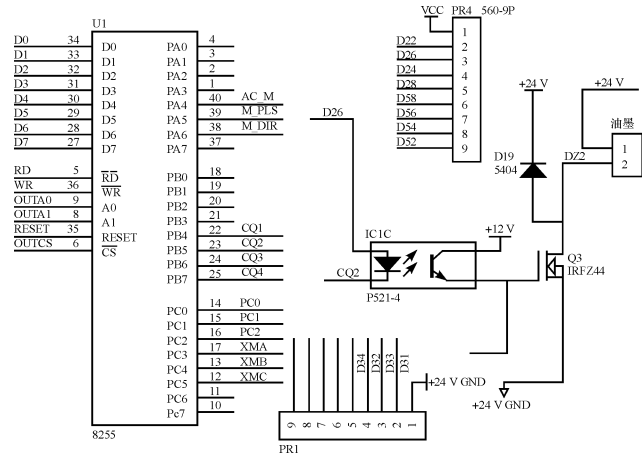 U1
D0 34 D0 PA0 4
D1 33 D1 PA1 3
D2 32 D2 PA2 2
D3 31 D3 PA3 1
D4 30 D4 PA4 40 AC_M
D5 29 D5 PA5 39 M_PLS
D6 28 D6 PA6 38 M_DIR
D7 27 D7 PA7 37
RD 5 RD PB0 18
WR 36 WR PB1 19
OUTA0 9 A0 PB2 20
OUTA1 8 A1 PB3 21
RESET 35 RESET PB4 22 CQ1
OUTCS 6 CS PB5 23 CQ2
PB6 24 CQ3
PB7 25 CQ4
PC0 14 PC0
PC1 15 PC1
PC2 16 PC2
PC3 17 XMA
PC4 13 XMB
PC5 12 XMC
PC6 11
Pc7 10
8255
VCC PR4 560-9P
1
D22 2
D26 3
D24 4
D28 5
D58 6
D56 7
D54 8
D52 9
+24 V
+24 V
油墨
1
2
D19
5404
DZ2
D26
IC1C
+12 V
CQ2
P521-4
Q3
IRFZ44
D34 D32 D33 D31
+24 V GND
+24 V GND
9 8 7 6 5 4 3 2 1
PR1